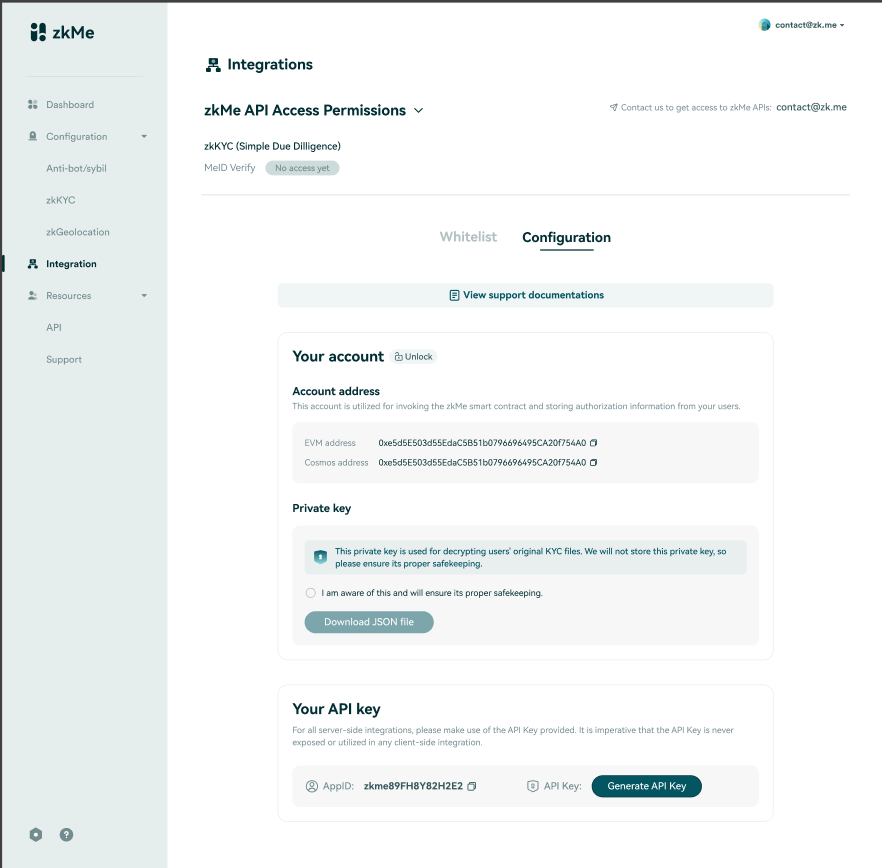 zkMe
contact@zk.me
Dashboard
Configuration
Anti-bot/sybil
zkKYC
zkGeolocation
Integration
Resources
API
Support
Integrations
zkMe API Access Permissions
Contact us to get access to zkMe APIs: contact@zk.me
zkKYC (Simple Due Dilligence)
MeID Verify No access yet
Whitelist Configuration
View support documentations
Your account Unlock
Account address
This account is utilized for invoking the zkMe smart contract and storing authorization information from your users.
EVM address 0xe5d5E503d55EdaC5B51b0796696495CA20f754A0
Cosmos address 0xe5d5E503d55EdaC5B51b0796696495CA20f754A0
Private key
This private key is used for decrypting users' original KYC files. We will not store this private key, so
please ensure its proper safekeeping.
I am aware of this and will ensure its proper safekeeping.
Download JSON file
Your API key
For all server-side integrations, please make use of the API Key provided. It is imperative that the API Key is never
exposed or utilized in any client-side integration.
AppID: zkme89FH8Y82H2E2 API Key: Generate API Key